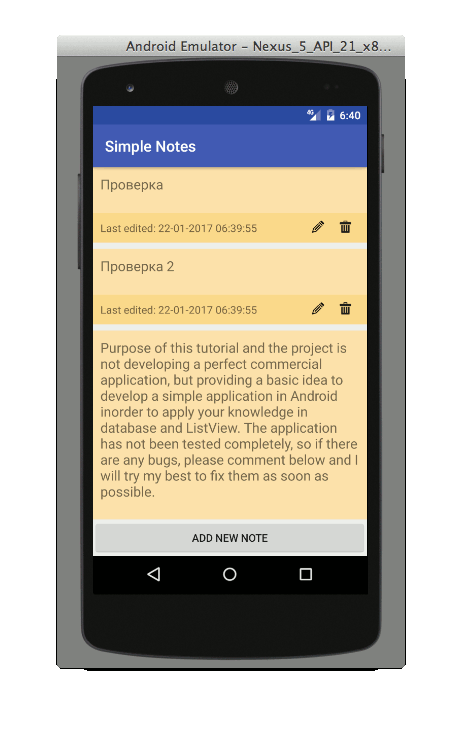 Android Emulator - Nexus_5_API_21_x8...
4G 6:40
Simple Notes
Проверка
Last edited: 22-01-2017 06:39:55
Проверка 2
Last edited: 22-01-2017 06:39:55
Purpose of this tutorial and the project is
not developing a perfect commercial
application, but providing a basic idea to
develop a simple application in Android
inorder to apply your knowledge in
database and ListView. The application
has not been tested completely, so if there
are any bugs, please comment below and I
will try my best to fix them as soon as
possible.
ADD NEW NOTE